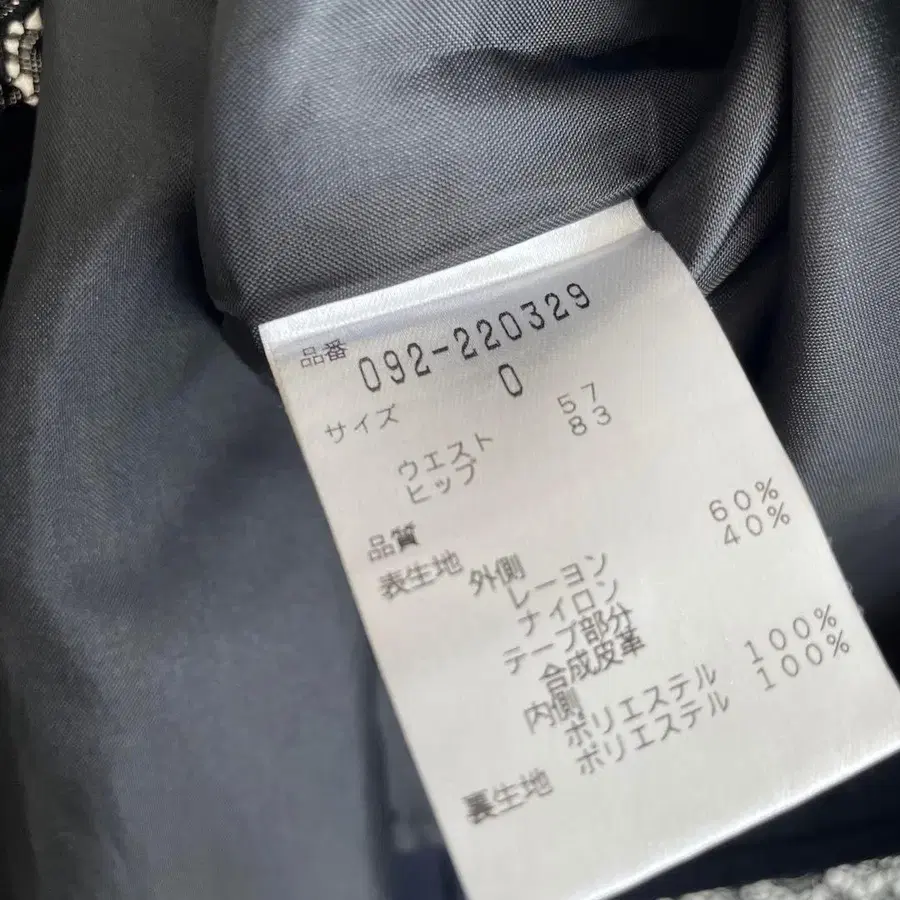 品番 092-220329
サイズ 0
ウエスト 57
ヒップ 83
品質
表生地 外側
レーヨン 60%
ナイロン 40%
テープ部分
合成皮革
内側
ポリエステル 100%
裏生地 ポリエステル 100%